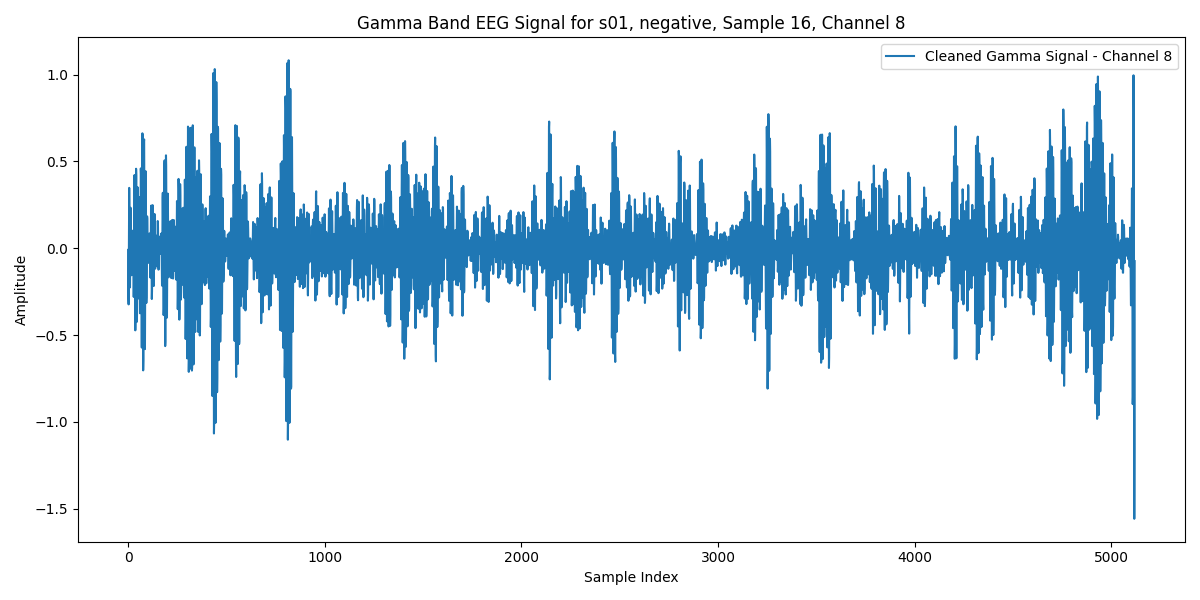 Gamma Band EEG Signal for s01, negative, Sample 16, Channel 8
Cleaned Gamma Signal - Channel 8
1.0
0.5
0.0
−0.5
−1.0
−1.5
Amplitude
0 1000 2000 3000 4000 5000
Sample Index